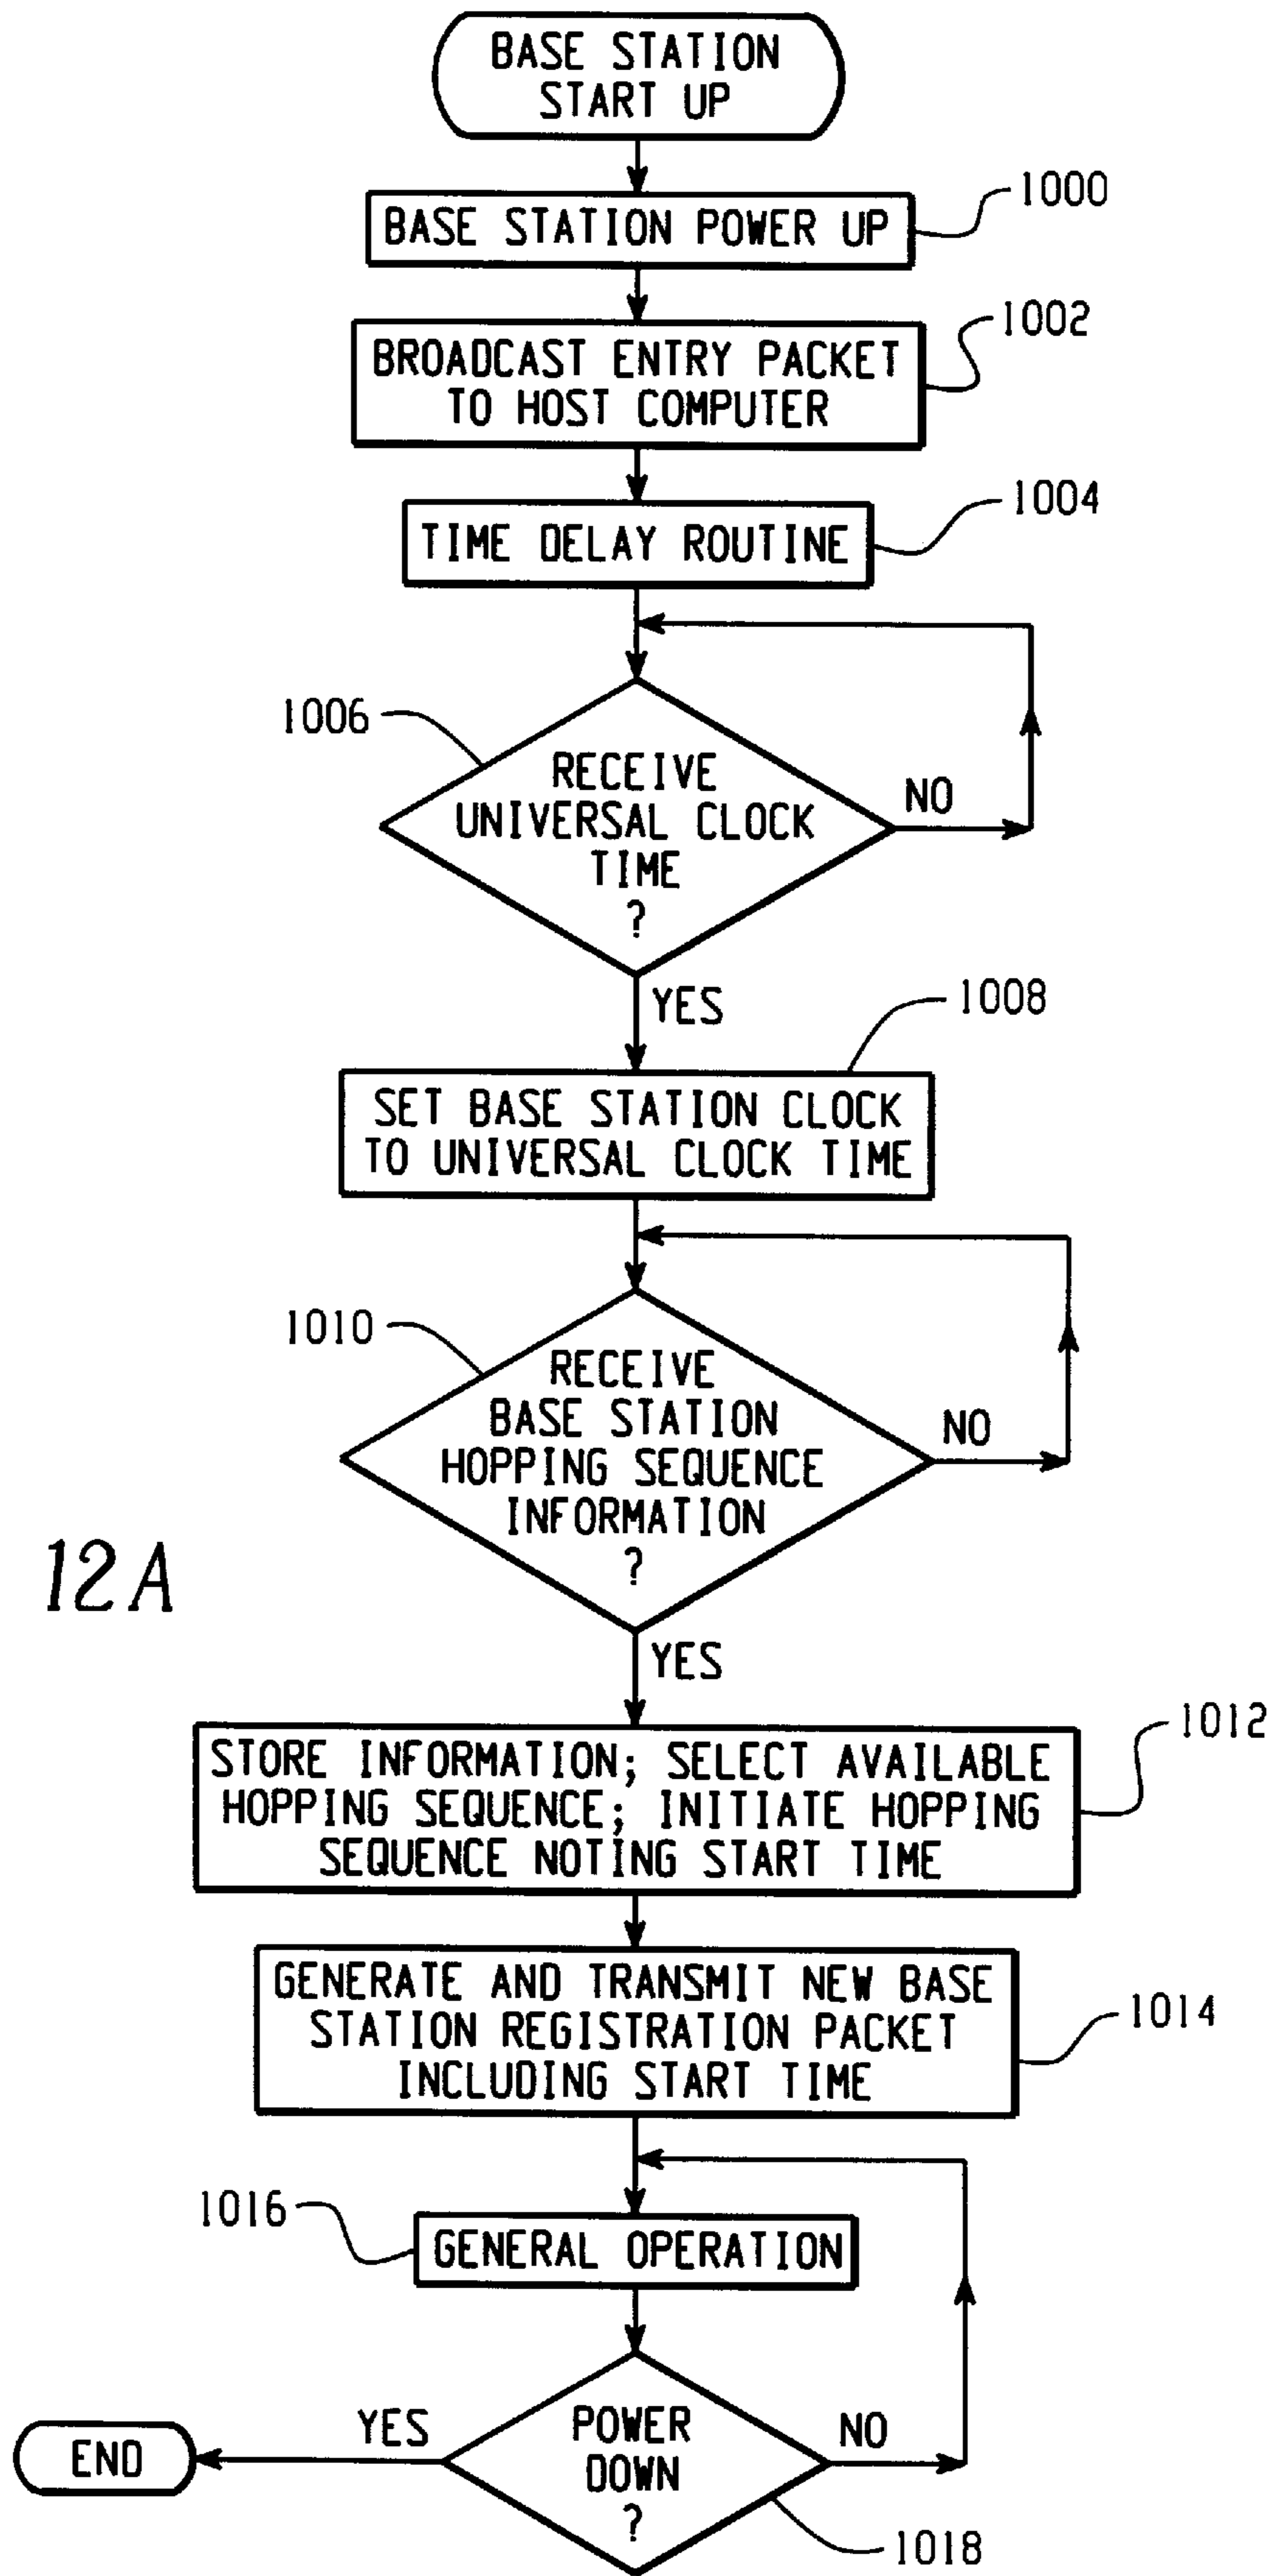 BASE STATION
START UP
1000
BASE STATION POWER UP
1002
BROADCAST ENTRY PACKET
TO HOST COMPUTER
1004
TIME DELAY ROUTINE
1006
RECEIVE
UNIVERSAL CLOCK
TIME
?
NO
YES
1008
SET BASE STATION CLOCK
TO UNIVERSAL CLOCK TIME
1010
RECEIVE
BASE STATION
HOPPING SEQUENCE
INFORMATION
?
NO
12A
YES
1012
STORE INFORMATION; SELECT AVAILABLE
HOPPING SEQUENCE; INITIATE HOPPING
SEQUENCE NOTING START TIME
GENERATE AND TRANSMIT NEW BASE
STATION REGISTRATION PACKET
INCLUDING START TIME
1014
1016
GENERAL OPERATION
YES
POWER
DOWN
?
NO
END
1018